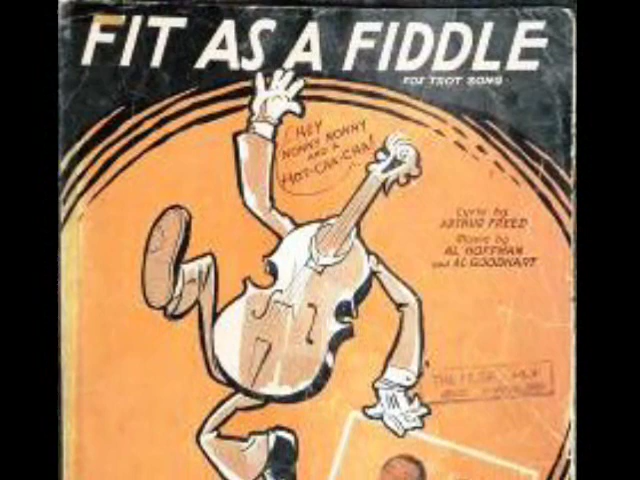 FIT AS A FIDDLE
FOX TROT SONG
HEY
NONNY NONNY
AND A
HOT-CHA-CHA!
Lyric by
ARTHUR FREED
Music by
AL HOFFMAN
and AL GOODHART